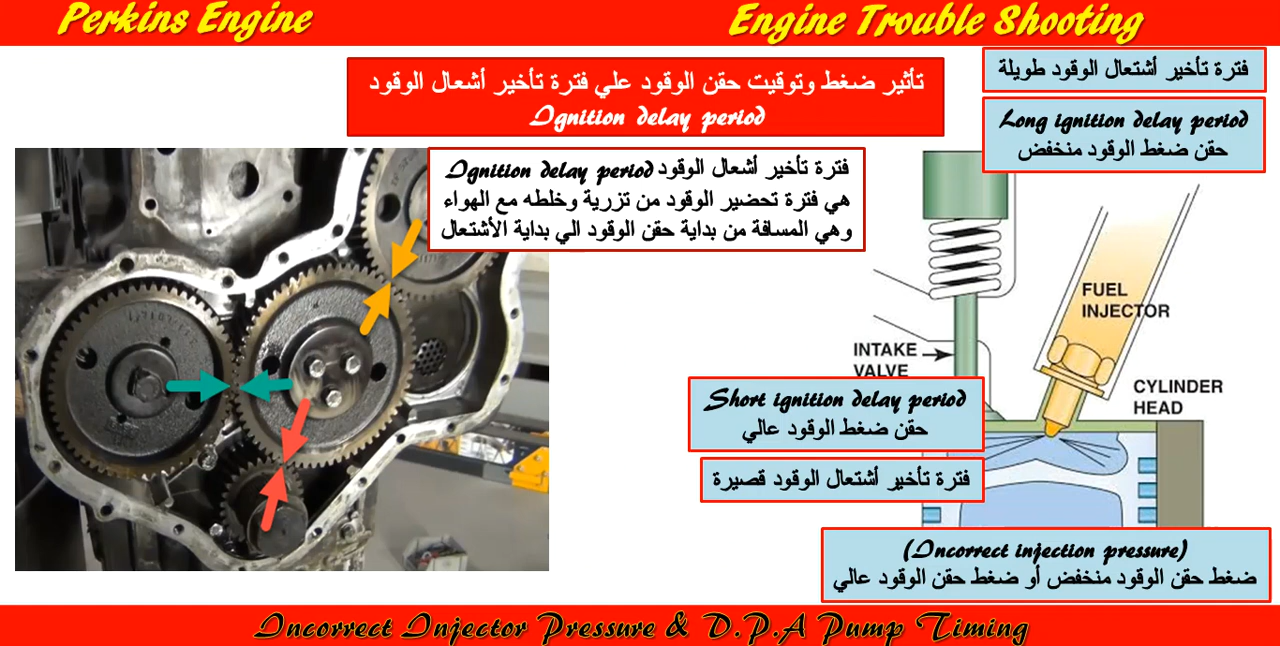 Perkins Engine
Engine Trouble Shooting
تأثير ضغط وتوقيت حقن الوقود علي فترة تأخير أشعال الوقود
Ignition delay period
فترة تأخير أشتعال الوقود طويلة
Long ignition delay period
حقن ضغط الوقود منخفض
فترة تأخير أشعال الوقود Ignition delay period
هي فترة تحضير الوقود من تزرية وخلطه مع الهواء
وهي المسافة من بداية حقن الوقود الي بداية الأشتعال
FUEL
INJECTOR
INTAKE
VALVE
CYLINDER
HEAD
Short ignition delay period
حقن ضغط الوقود عالي
فترة تأخير أشتعال الوقود قصيرة
(Incorrect injection pressure)
ضغط حقن الوقود منخفض أو ضغط حقن الوقود عالي
Incorrect Injector Pressure & D.P.A Pump Timing